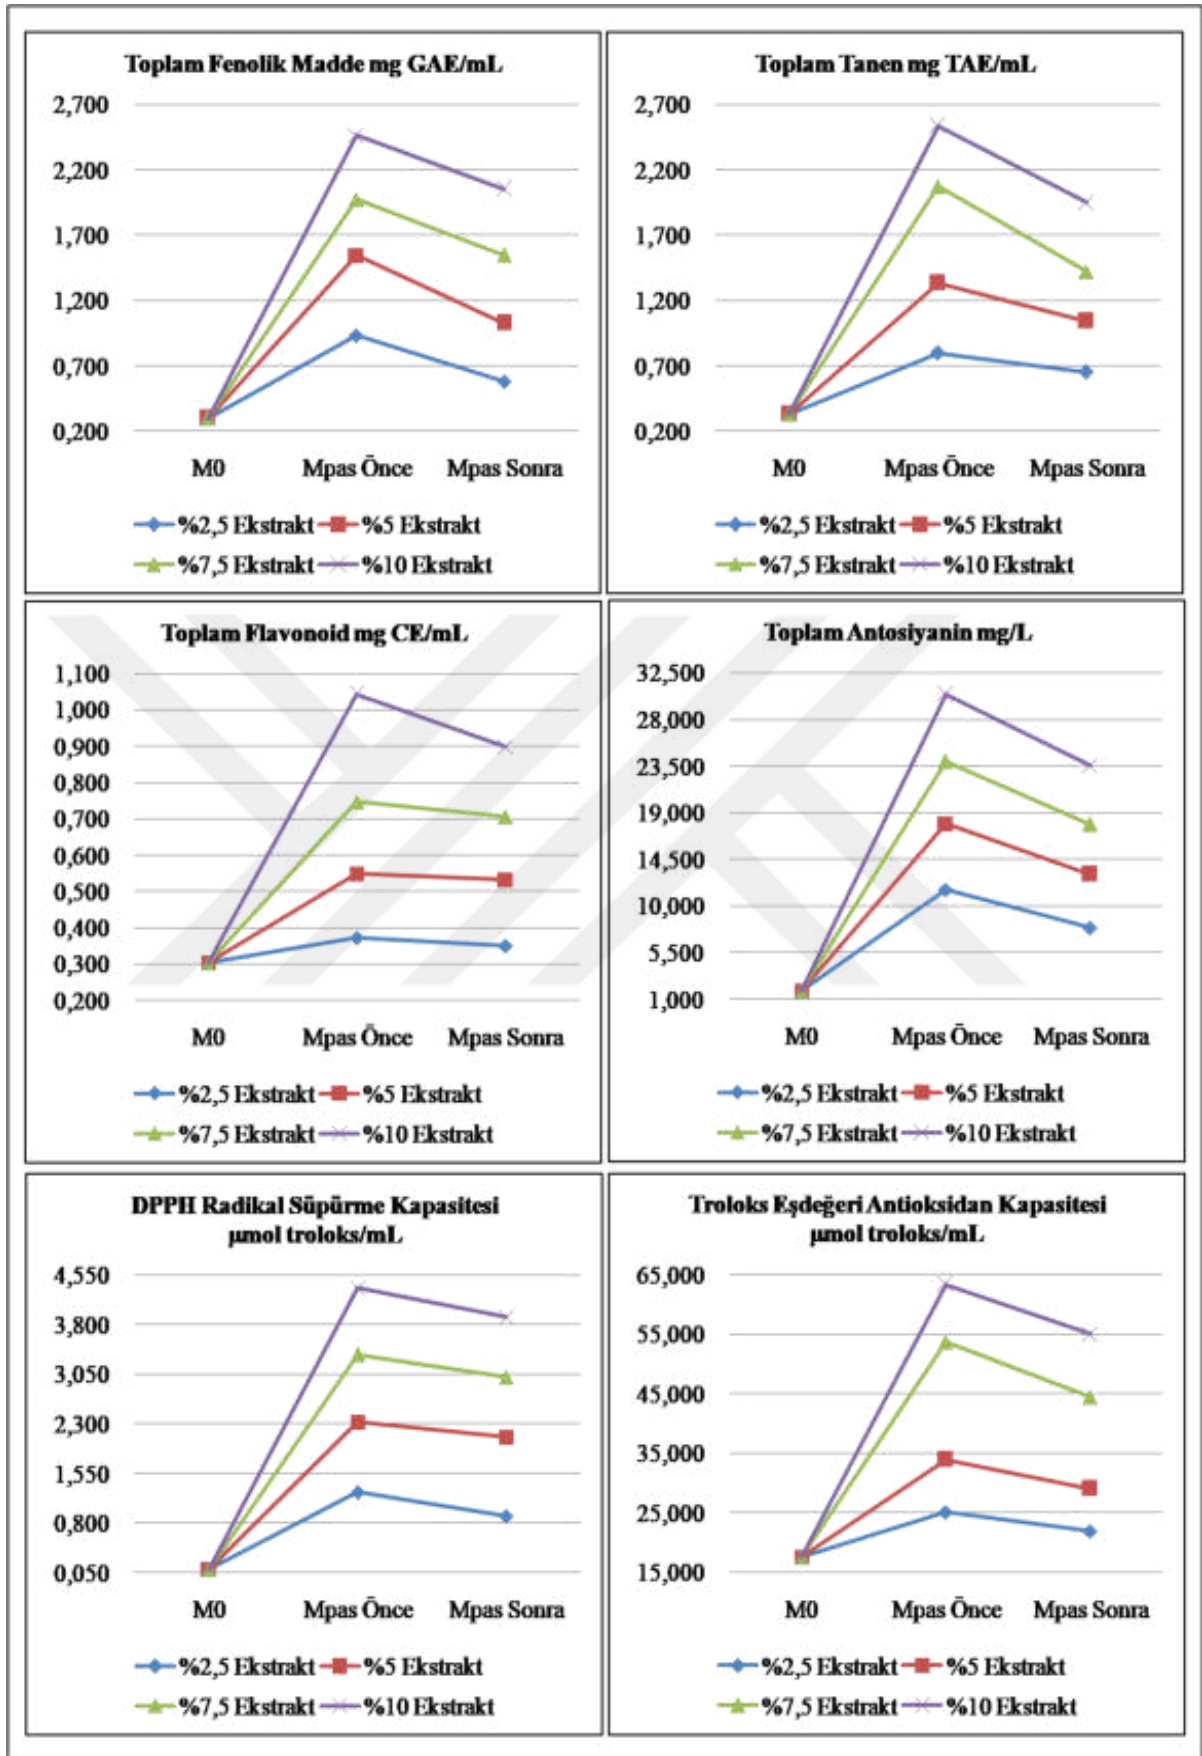 Toplam Fenolik Madde mg GAE/mL
2,700
2,200
1,700
1,200
0,700
0,200
M0 Mpas Önce Mpas Sonra
%2,5 Ekstrakt %5 Ekstrakt
%7,5 Ekstrakt %10 Ekstrakt
Toplam Tanen mg TAE/mL
2,700
2,200
1,700
1,200
0,700
0,200
M0 Mpas Önce Mpas Sonra
%2,5 Ekstrakt %5 Ekstrakt
%7,5 Ekstrakt %10 Ekstrakt
Toplam Flavonoid mg CE/mL
1,100
1,000
0,900
0,800
0,700
0,600
0,500
0,400
0,300
0,200
M0 Mpas Önce Mpas Sonra
%2,5 Ekstrakt %5 Ekstrakt
%7,5 Ekstrakt %10 Ekstrakt
Toplam Antosiyanin mg/L
32,500
28,000
23,500
19,000
14,500
10,000
5,500
1,000
M0 Mpas Önce Mpas Sonra
%2,5 Ekstrakt %5 Ekstrakt
%7,5 Ekstrakt %10 Ekstrakt
DPPH Radikal Süpürme Kapasitesi
µmol troloks/mL
4,550
3,800
3,050
2,300
1,550
0,800
0,050
M0 Mpas Önce Mpas Sonra
%2,5 Ekstrakt %5 Ekstrakt
%7,5 Ekstrakt %10 Ekstrakt
Troloks Eşdeğeri Antioksidan Kapasitesi
µmol troloks/mL
65,000
55,000
45,000
35,000
25,000
15,000
M0 Mpas Önce Mpas Sonra
%2,5 Ekstrakt %5 Ekstrakt
%7,5 Ekstrakt %10 Ekstrakt